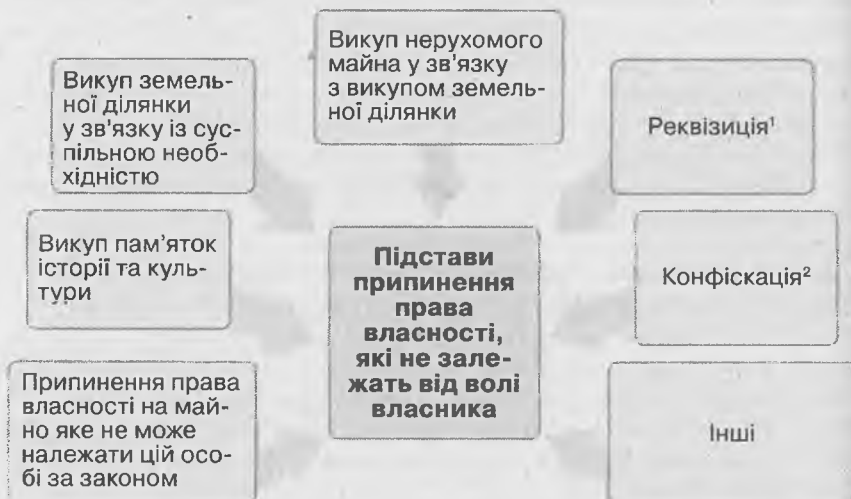 Викуп земель-
ної ділянки
у зв'язку із сус-
пільною необ-
хідністю
Викуп нерухомого
майна у зв'язку
з викупом земель-
ної ділянки
Реквізиція¹
Викуп пам'яток
історії та куль-
тури
Підстави
припинення
права
власності,
які не зале-
жать від волі
власника
Конфіскація²
Припинення права
власності на май-
но яке не може
належати цій осо-
бі за законом
Інші